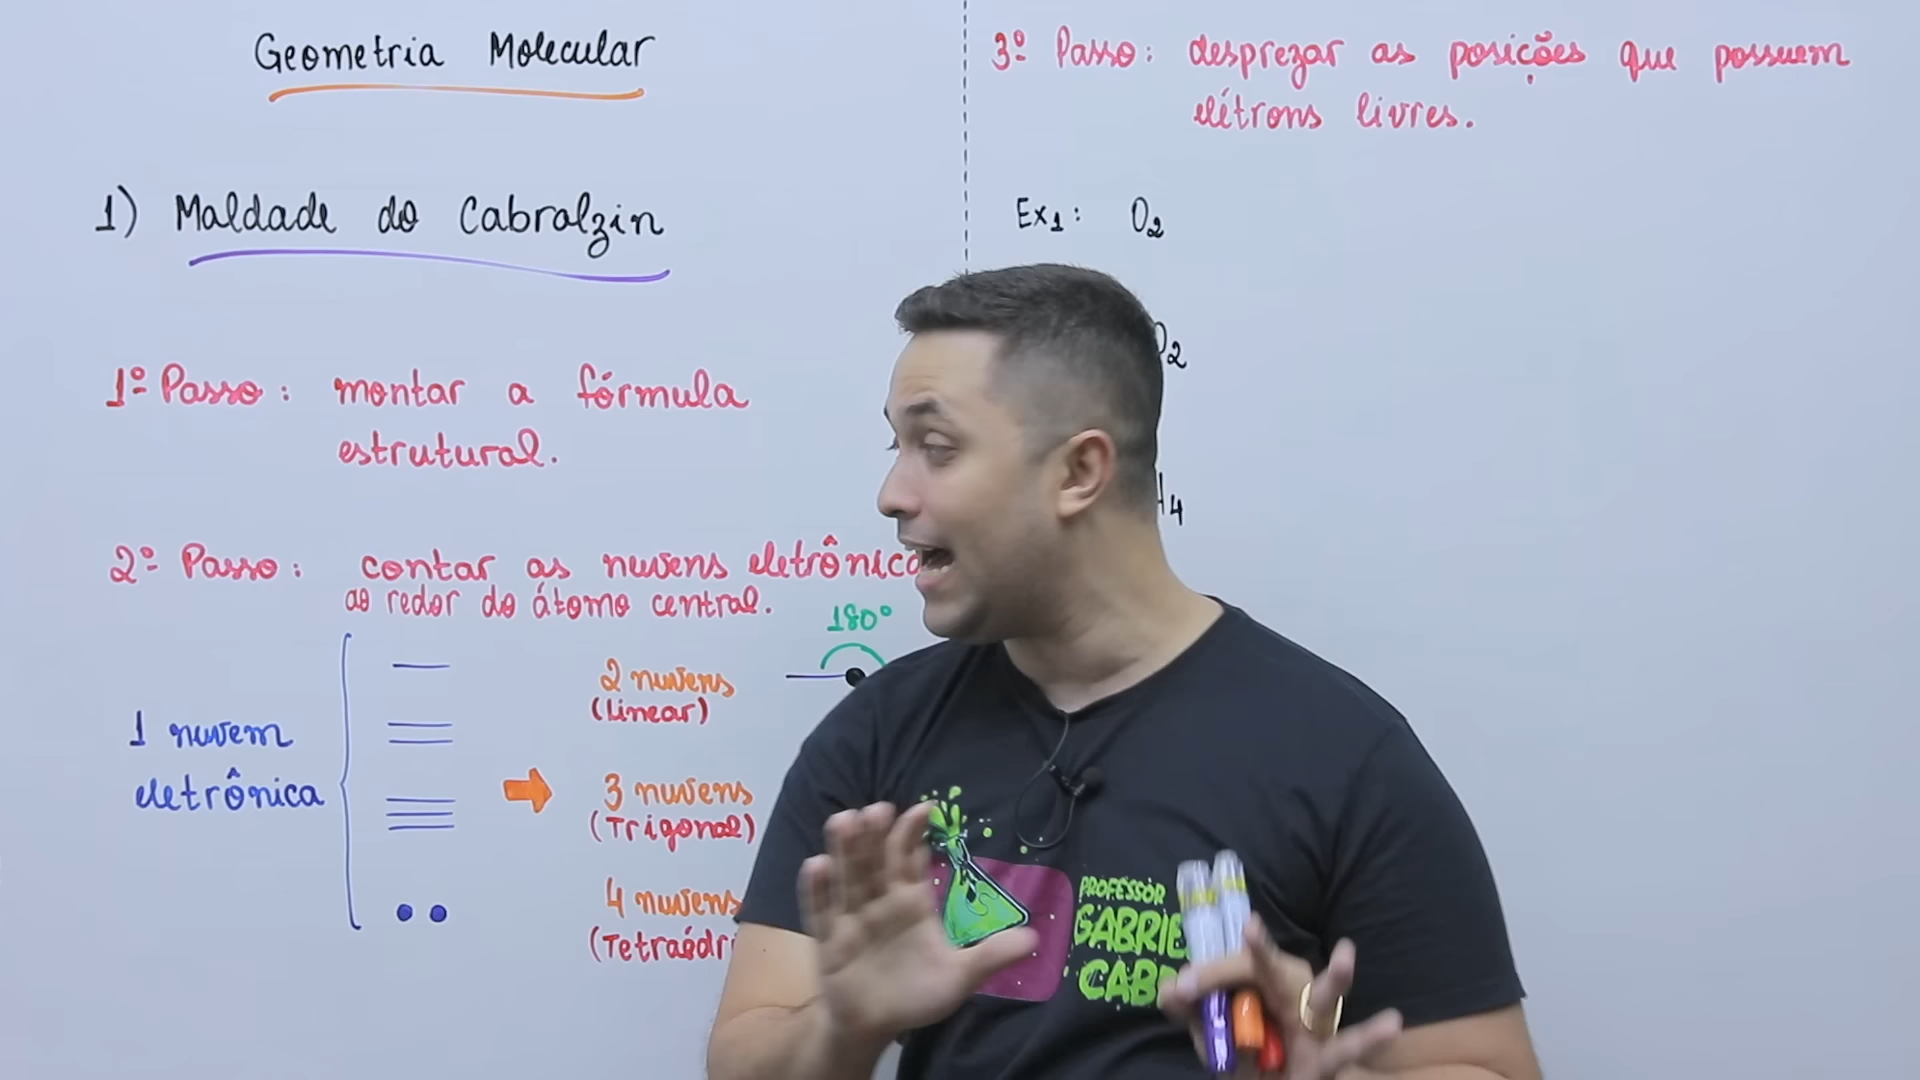 Geometria Molecular
1) Maldade do Cabralzin
1º Passo: montar a fórmula
estrutural.
2º Passo: contar as nuvens
ao redor do átomo central.
1 nuvem
eletrônica
2 nuvens
(Linear)
180°
3 nuvens
(Trigonal)
4 nuvens
3º Passo: desprezar as posições que possuem
elétrons livres.
Ex1: O2
PROFESSOR